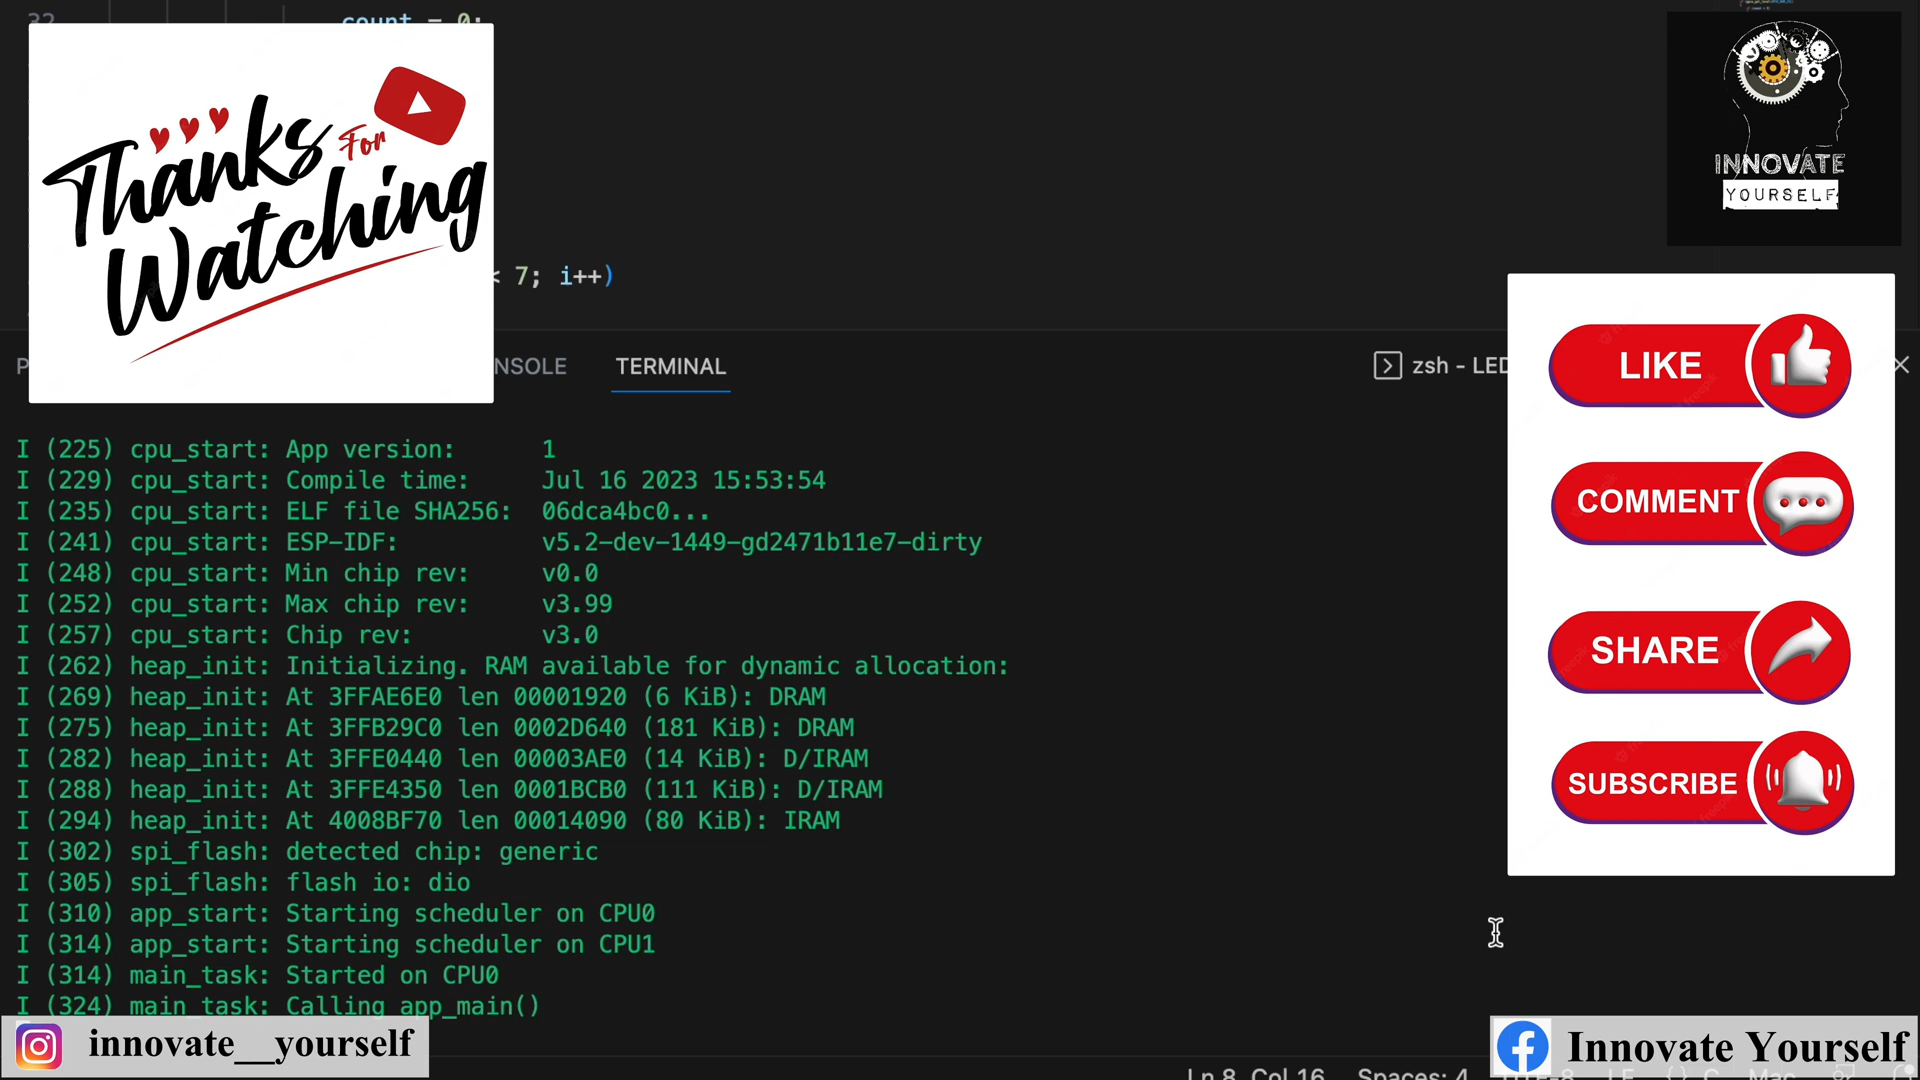 32 count = 0;
Thanks
For
Watching
INNOVATE
YOURSELF
< 7; i++)
P
NSOLE TERMINAL
zsh - LED
LIKE
COMMENT
SHARE
SUBSCRIBE
I (225) cpu_start: App version: 1
I (229) cpu_start: Compile time: Jul 16 2023 15:53:54
I (235) cpu_start: ELF file SHA256: 06dca4bc0...
I (241) cpu_start: ESP-IDF: v5.2-dev-1449-gd2471b11e7-dirty
I (248) cpu_start: Min chip rev: v0.0
I (252) cpu_start: Max chip rev: v3.99
I (257) cpu_start: Chip rev: v3.0
I (262) heap_init: Initializing. RAM available for dynamic allocation:
I (269) heap_init: At 3FFAE6E0 len 00001920 (6 KiB): DRAM
I (275) heap_init: At 3FFB29C0 len 0002D640 (181 KiB): DRAM
I (282) heap_init: At 3FFE0440 len 00003AE0 (14 KiB): D/IRAM
I (288) heap_init: At 3FFE4350 len 0001BCB0 (111 KiB): D/IRAM
I (294) heap_init: At 4008BF70 len 00014090 (80 KiB): IRAM
I (302) spi_flash: detected chip: generic
I (305) spi_flash: flash io: dio
I (310) app_start: Starting scheduler on CPU0
I (314) app_start: Starting scheduler on CPU1
I (314) main_task: Started on CPU0
I (324) main_task: Calling app_main()
innovate__yourself
Innovate Yourself
Ln 8, Col 16 Spaces: 4 UTF-8 LF {} C Mac